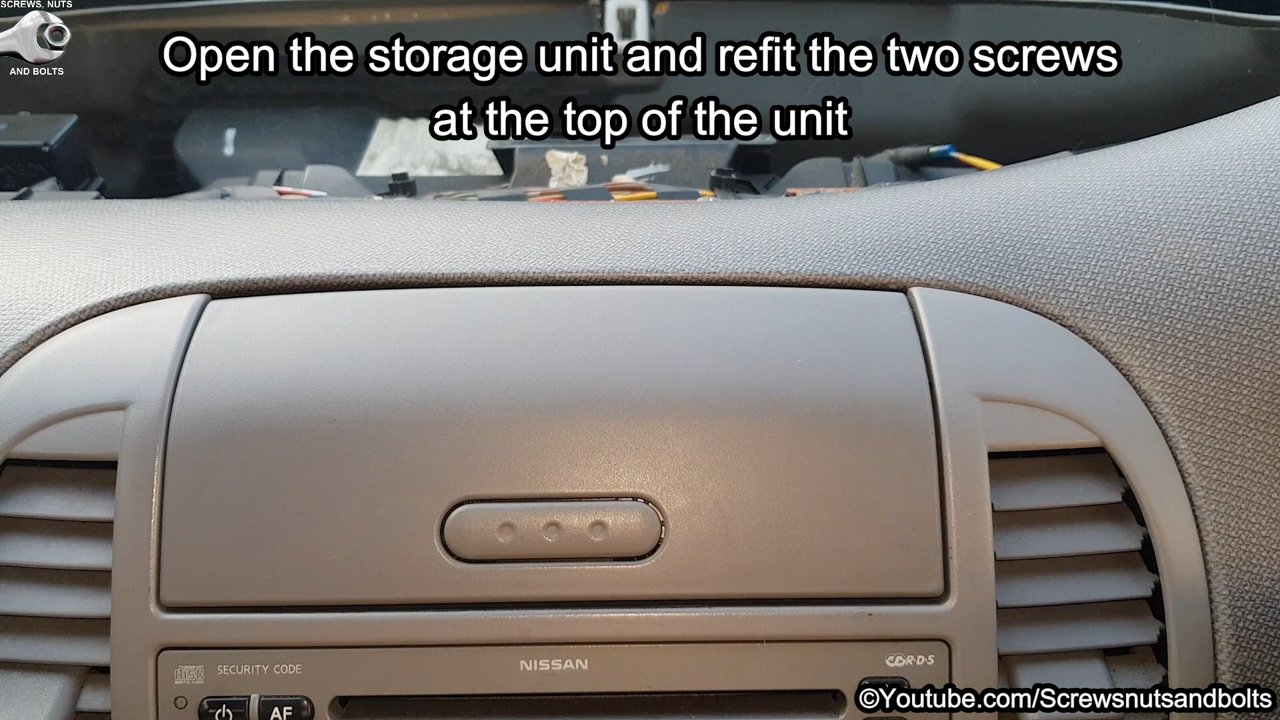 SCREWS, NUTS
AND BOLTS
Open the storage unit and refit the two screws
at the top of the unit
SECURITY CODE
NISSAN
R·D·S
AF
©Youtube.com/Screwsnutsandbolts